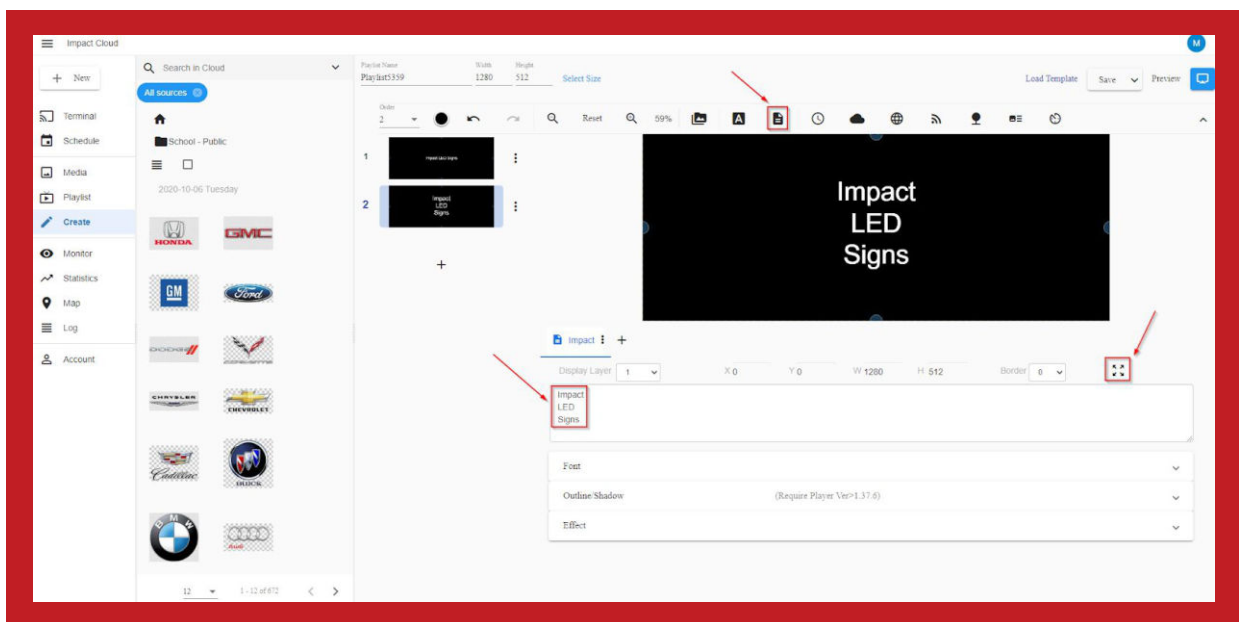 Impact Cloud
M
New
Terminal
Schedule
Media
Playlist
Create
Monitor
Statistics
Map
Log
Account
Search in Cloud
All sources
School - Public
2020-10-06 Tuesday
HONDA
GMC
GM
Ford
DODGE
CHRYSLER
CHEVROLET
Cadillac
BUICK
BMW
Audi
12
1 - 12 of 672
Playlist Name
Playlist5359
Width
1280
Height
512
Select Size
Load Template
Save
Preview
Order
2
Reset
59%
A
1
Impact LED Signs
2
Impact
LED
Signs
+
Impact
LED
Signs
Impact
+
Display Layer 1
X 0
Y 0
W 1280
H 512
Border 0
Impact
LED
Signs
Font
Outline/Shadow
(Require Player Ver>1.37.6)
Effect